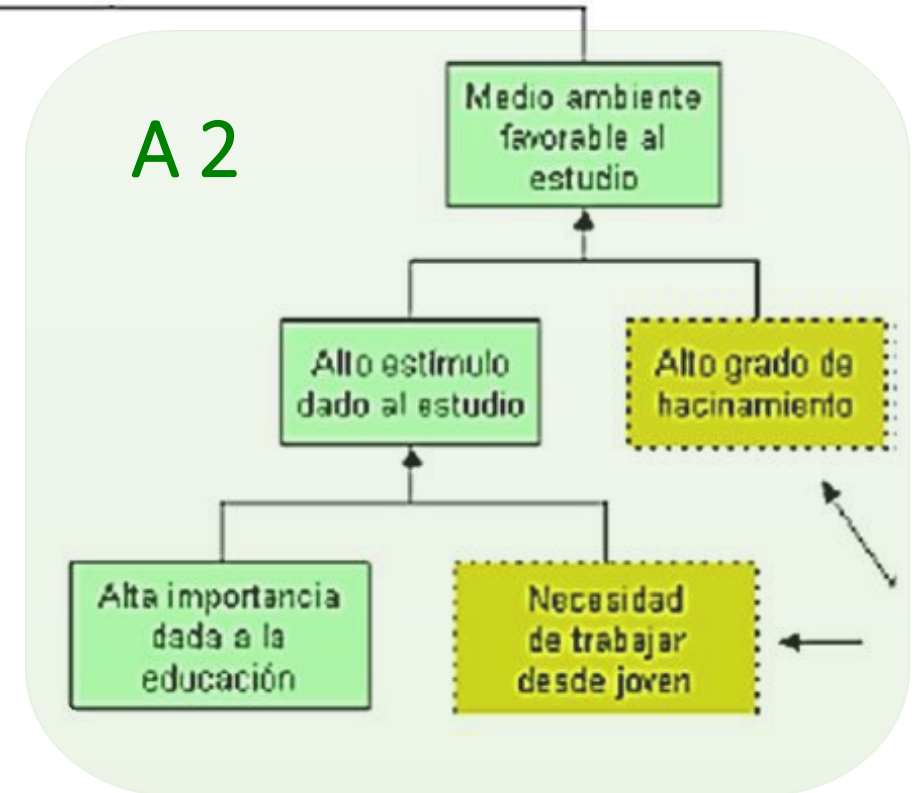 A 2
Medio ambiente
favorable al
estudio
Alto estímulo
dado al estudio
Alto grado de
hacinamiento
Alta importancia
dada a la
educación
Necesidad
de trabajar
desde joven